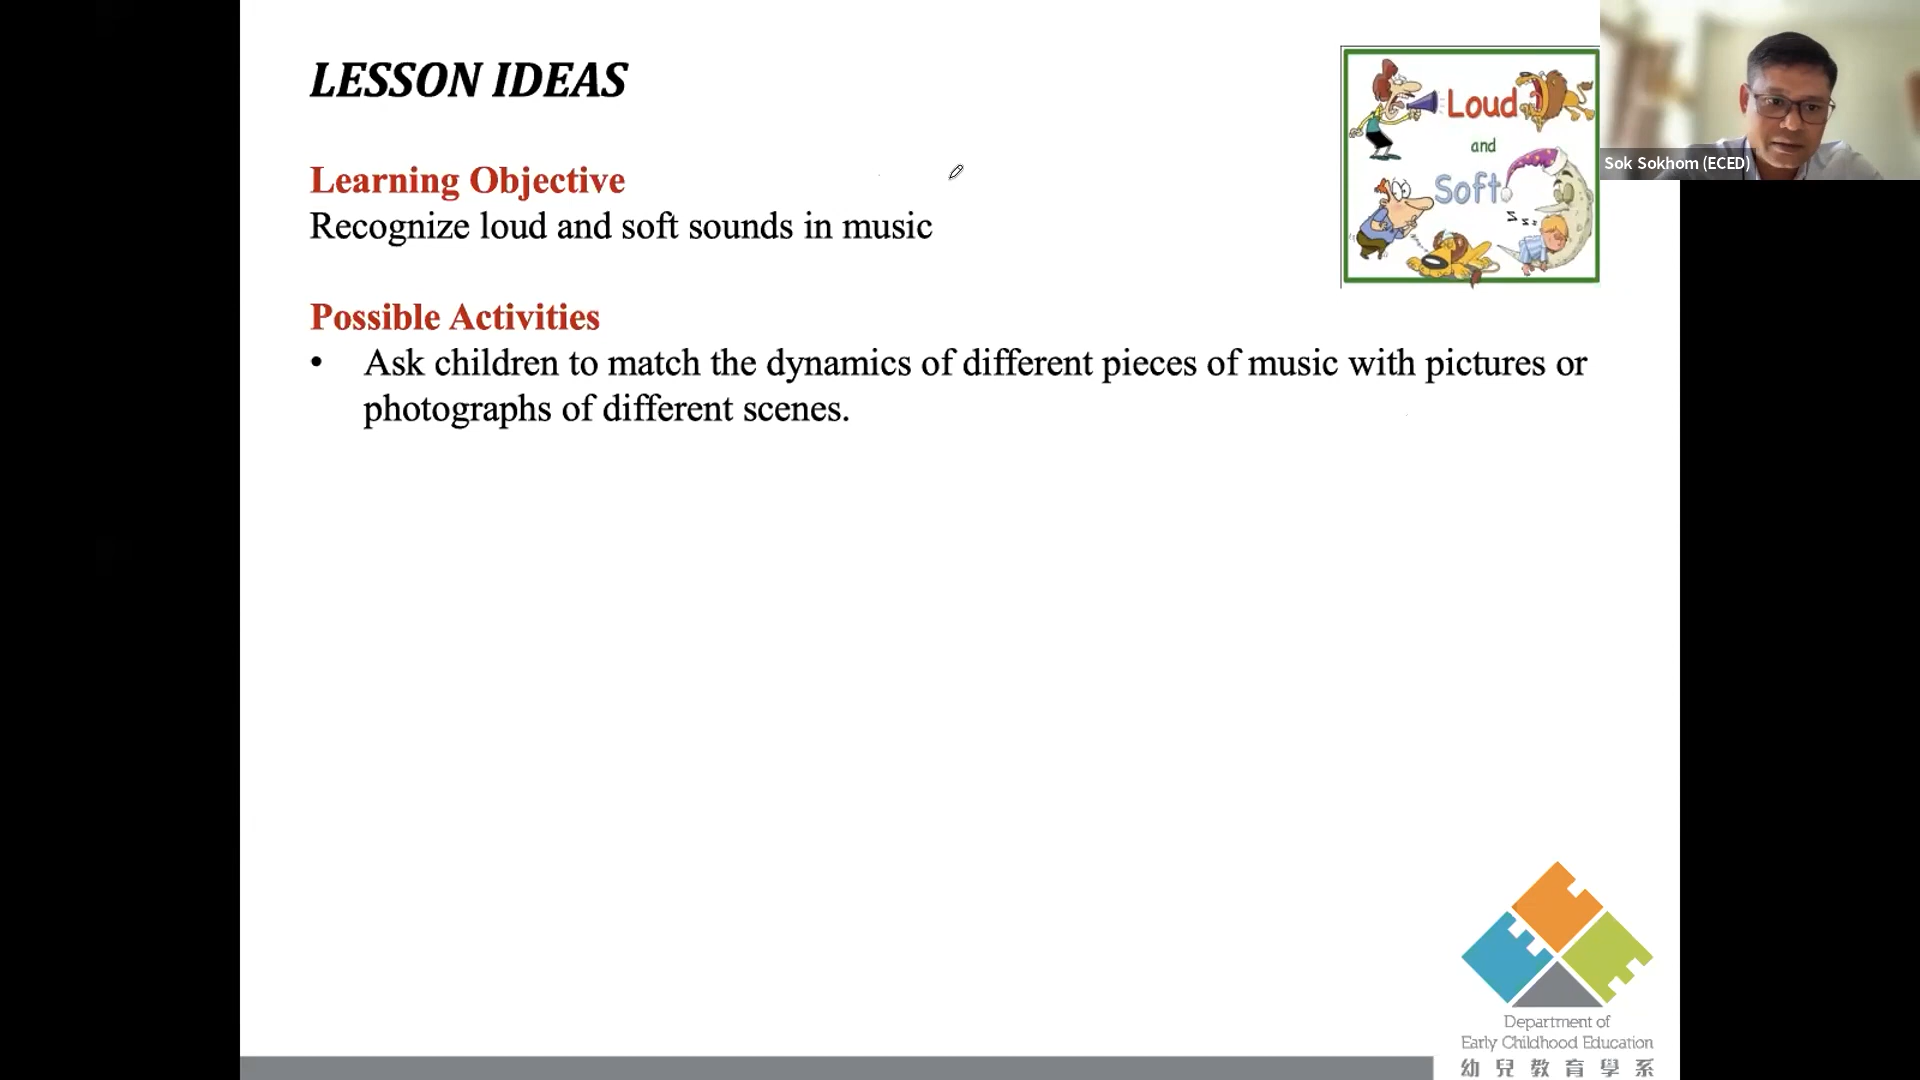 LESSON IDEAS
Learning Objective
Recognize loud and soft sounds in music
Possible Activities
• Ask children to match the dynamics of different pieces of music with pictures or
photographs of different scenes.
Loud
and
Soft
z z z
Sok Sokhom (ECED)
Department of
Early Childhood Education
幼兒教育學系